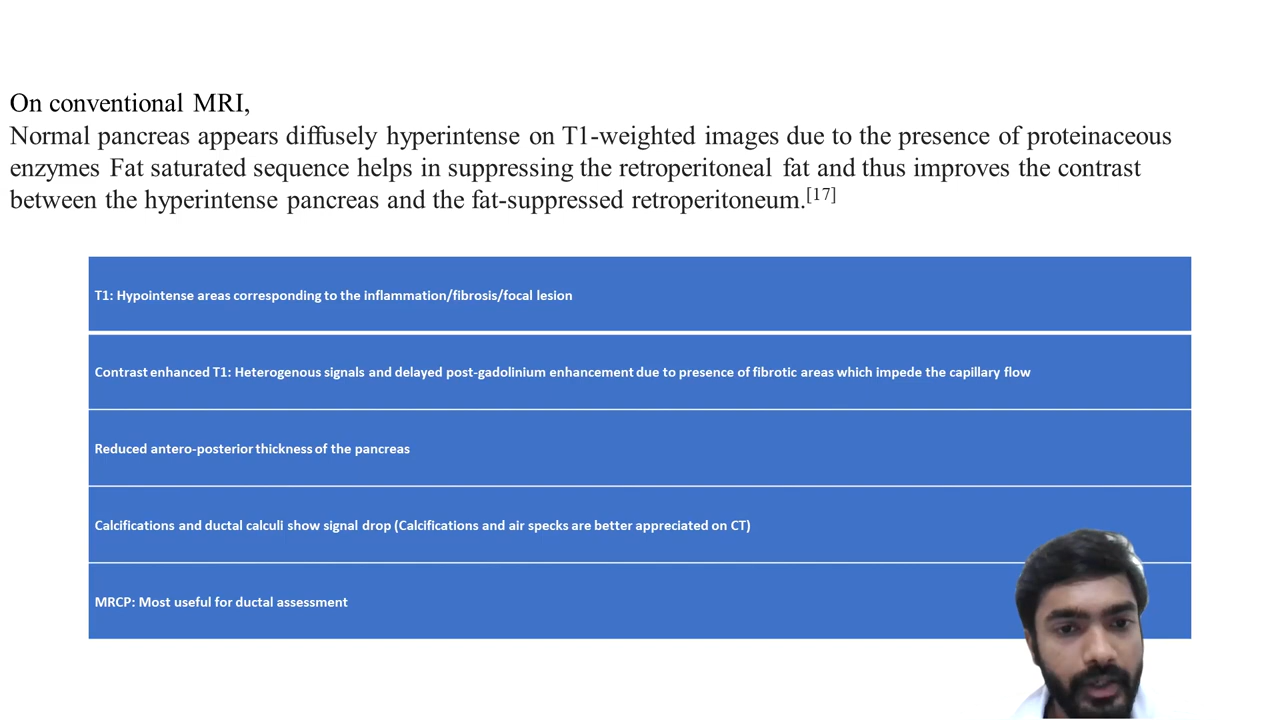 On conventional MRI,
Normal pancreas appears diffusely hyperintense on T1-weighted images due to the presence of proteinaceous
enzymes Fat saturated sequence helps in suppressing the retroperitoneal fat and thus improves the contrast
between the hyperintense pancreas and the fat-suppressed retroperitoneum.[17]
T1: Hypointense areas corresponding to the inflammation/fibrosis/focal lesion
Contrast enhanced T1: Heterogenous signals and delayed post-gadolinium enhancement due to presence of fibrotic areas which impede the capillary flow
Reduced antero-posterior thickness of the pancreas
Calcifications and ductal calculi show signal drop (Calcifications and air specks are better appreciated on CT)
MRCP: Most useful for ductal assessment